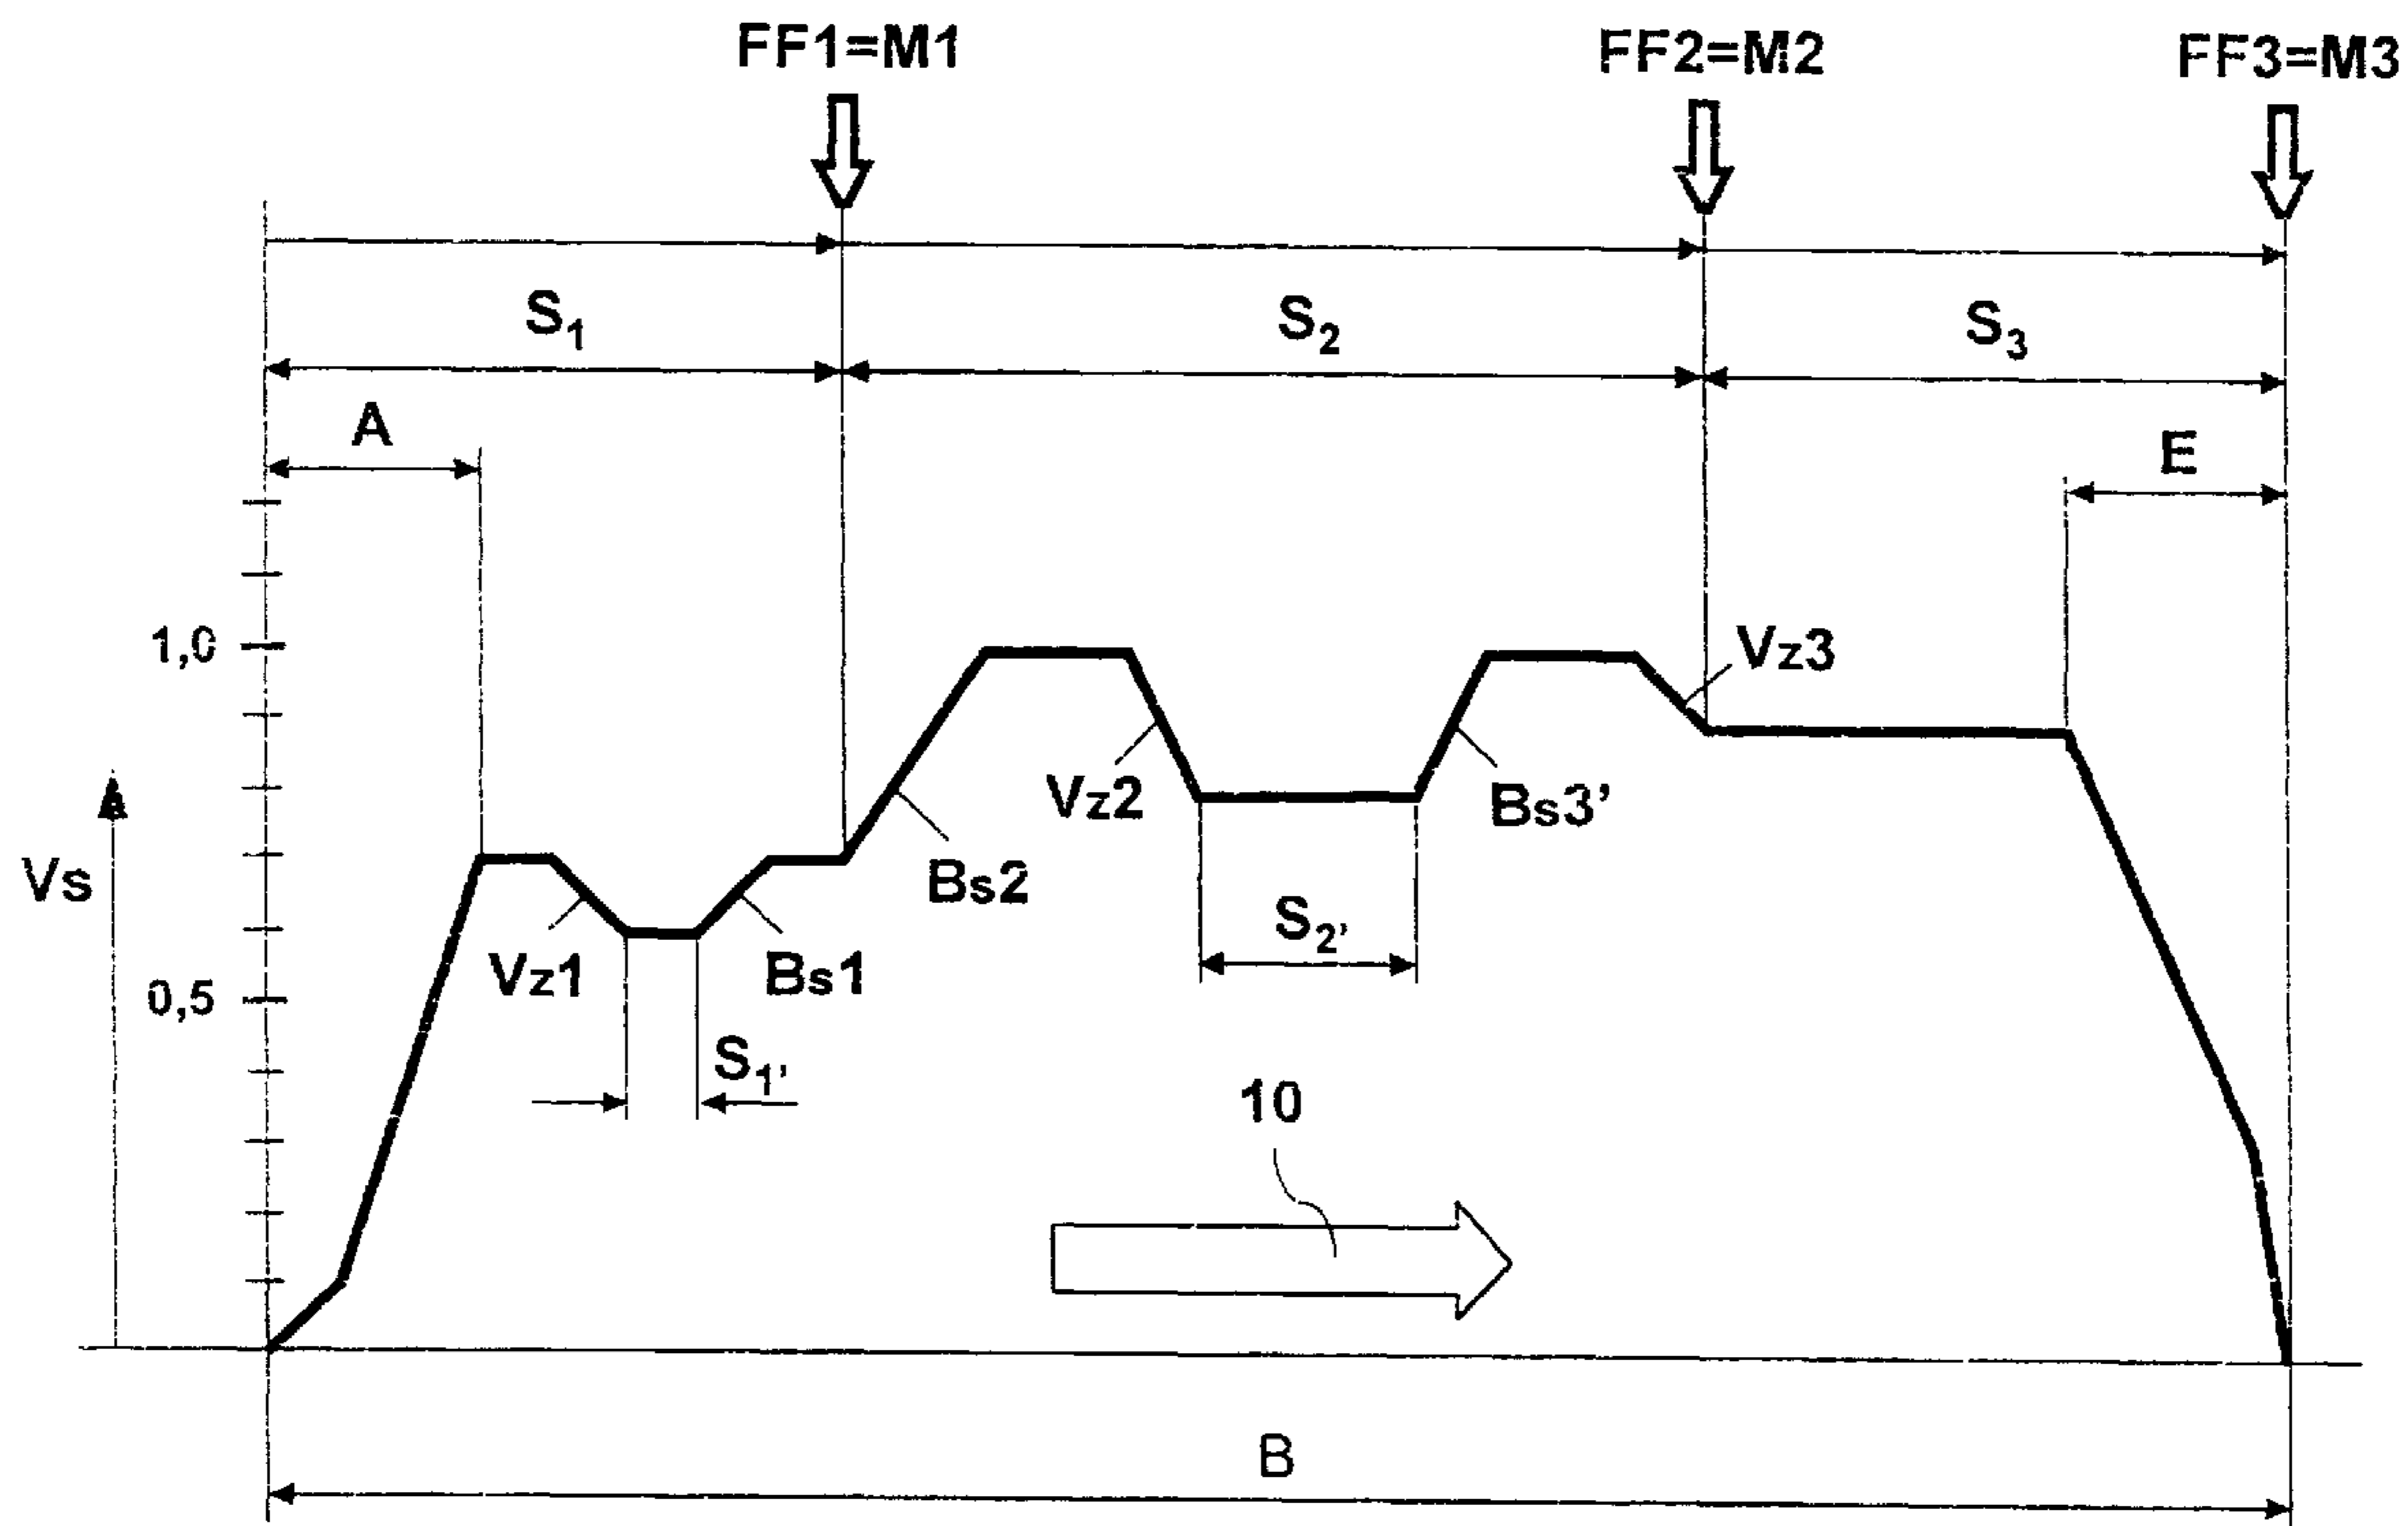 FF1=M1
FF2=M2
FF3=M3
S1
S2
S3
A
E
1,0
Vz3
Vs
Vz2
Bs3’
Bs2
S2’
Vz1
Bs1
0,5
S1’
10
B